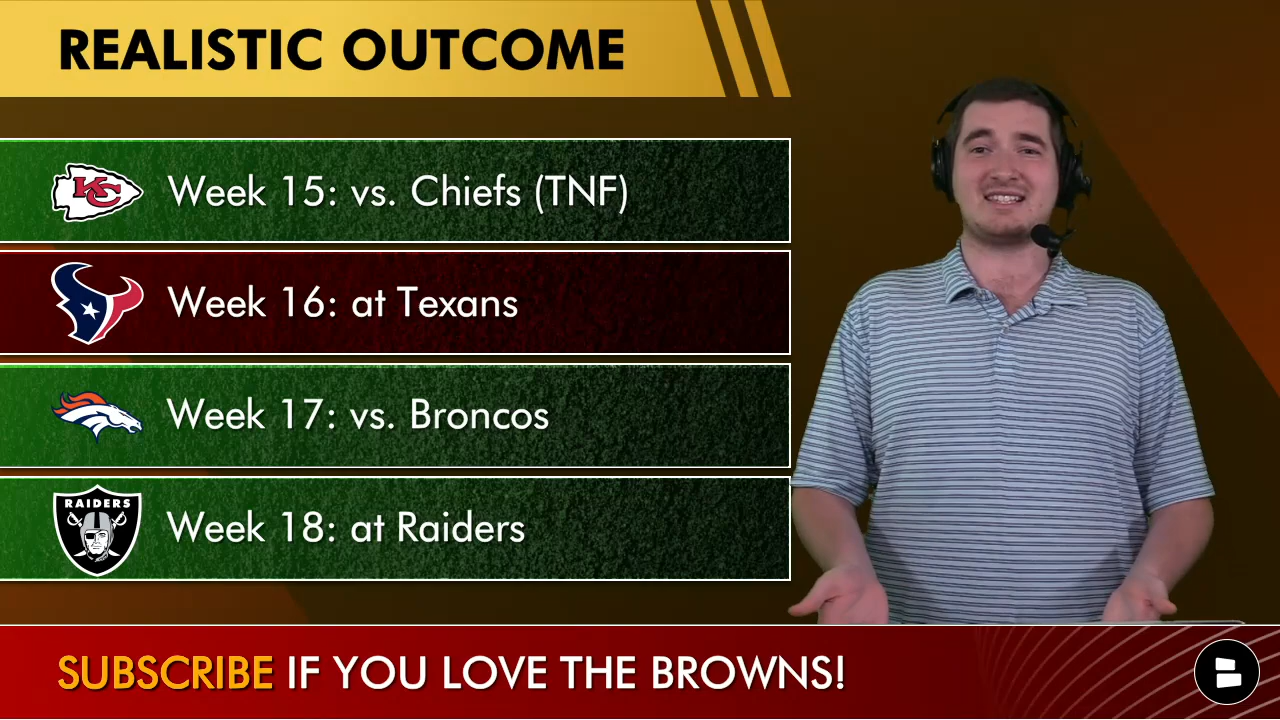 REALISTIC OUTCOME
KC
Week 15: vs. Chiefs (TNF)
Week 16: at Texans
Week 17: vs. Broncos
RAIDERS
Week 18: at Raiders
SUBSCRIBE IF YOU LOVE THE BROWNS!